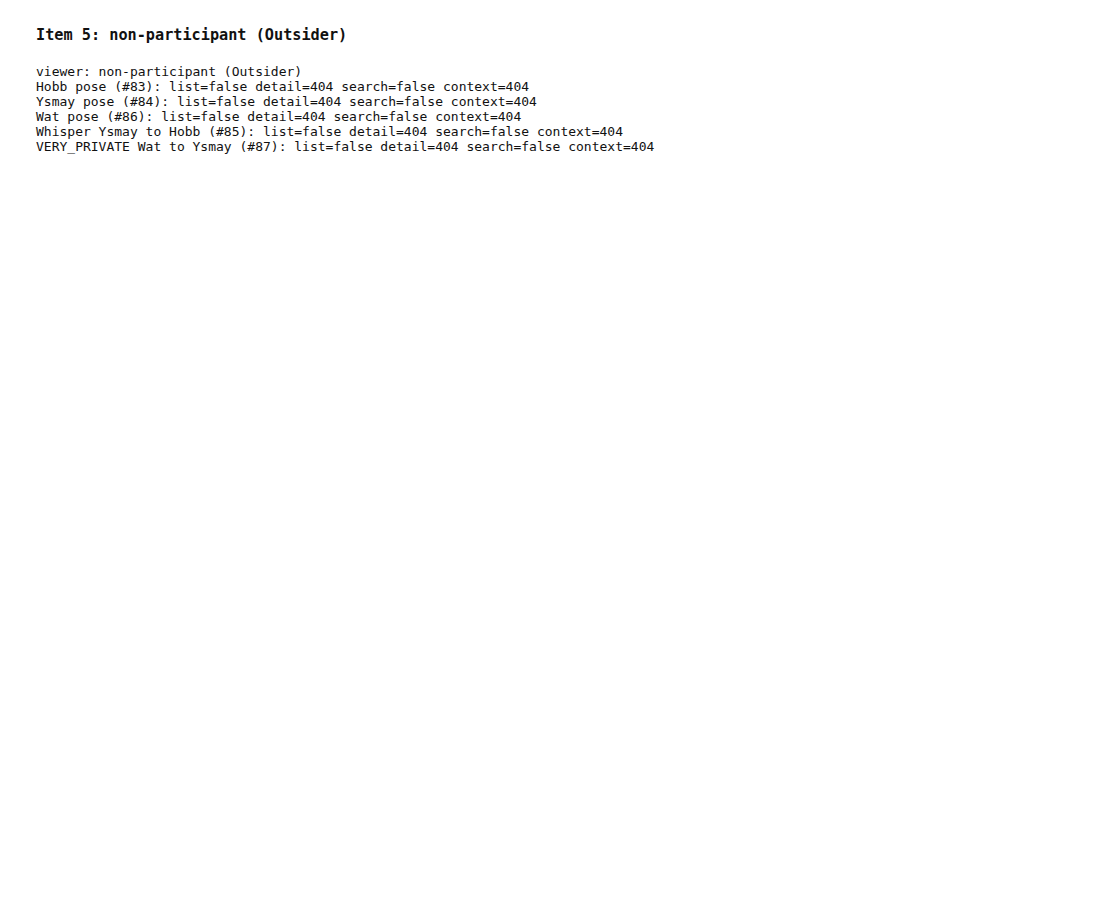 Item 5: non-participant (Outsider)
viewer: non-participant (Outsider)
Hobb pose (#83): list=false detail=404 search=false context=404
Ysmay pose (#84): list=false detail=404 search=false context=404
Wat pose (#86): list=false detail=404 search=false context=404
Whisper Ysmay to Hobb (#85): list=false detail=404 search=false context=404
VERY_PRIVATE Wat to Ysmay (#87): list=false detail=404 search=false context=404